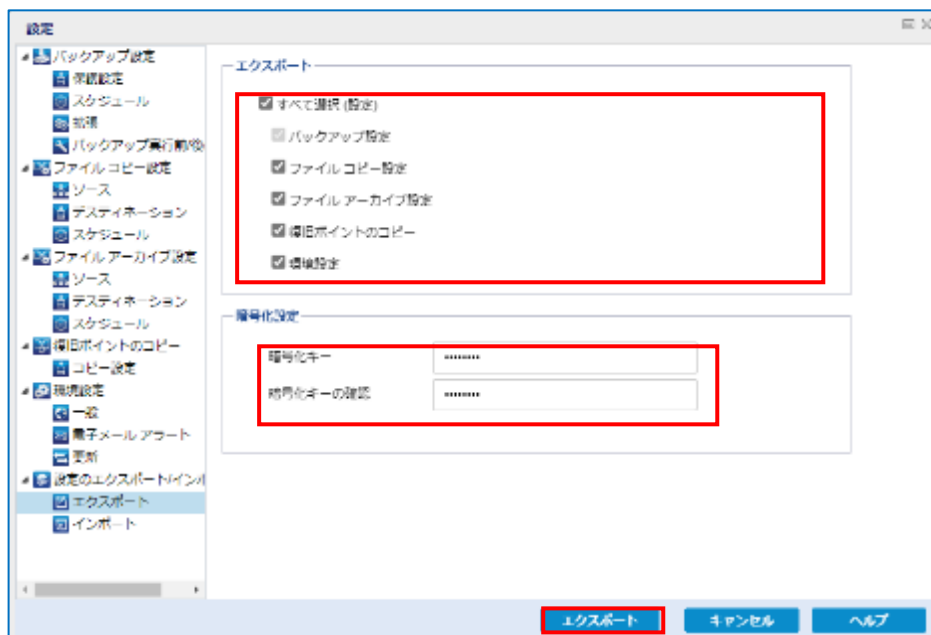 設定
バックアップ設定
保護設定
スケジュール
拡張
バックアップ実行前/後
ファイル コピー設定
ソース
デスティネーション
スケジュール
ファイル アーカイブ設定
ソース
デスティネーション
スケジュール
復旧ポイントのコピー
コピー設定
環境設定
一般
電子メール アラート
更新
設定のエクスポート/インポ
エクスポート
インポート
エクスポート
すべて選択 (設定)
バックアップ設定
ファイル コピー設定
ファイル アーカイブ設定
復旧ポイントのコピー
環境設定
暗号化設定
暗号化キー
••••••••
暗号化キーの確認
••••••••
エクスポート
キャンセル
ヘルプ